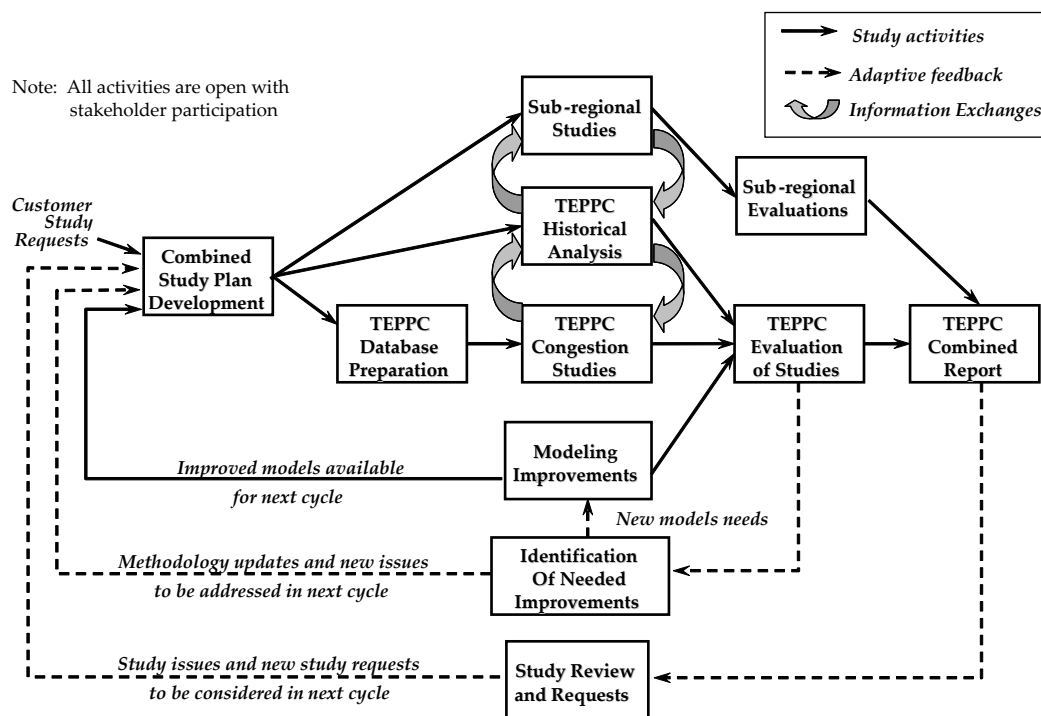 Note: All activities are open with
stakeholder participation
Study activities
Adaptive feedback
Information Exchanges
Customer
Study
Requests
Combined
Study Plan
Development
Sub-regional
Studies
TEPPC
Historical
Analysis
TEPPC
Database
Preparation
TEPPC
Congestion
Studies
Sub-regional
Evaluations
TEPPC
Evaluation
of Studies
TEPPC
Combined
Report
Modeling
Improvements
Improved models available
for next cycle
New models needs
Identification
Of Needed
Improvements
Methodology updates and new issues
to be addressed in next cycle
Study Review
and Requests
Study issues and new study requests
to be considered in next cycle